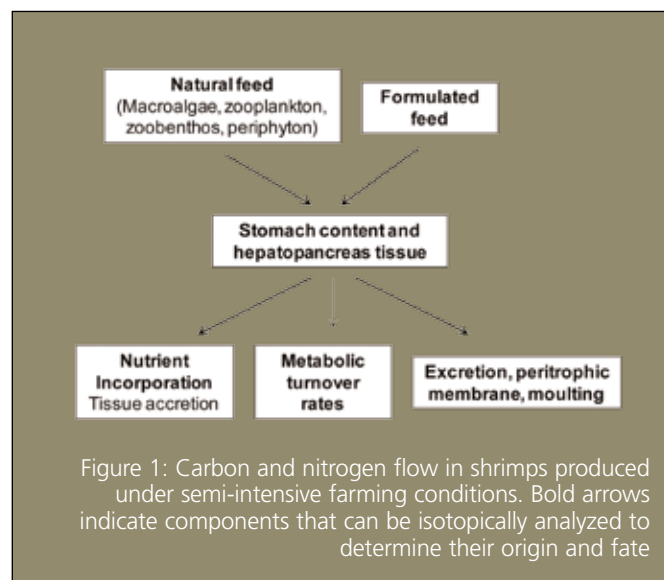 Natural feed
(Macroalgae, zooplankton,
zoobenthos, periphyton)
Formulated
feed
Stomach content and
hepatopancreas tissue
Nutrient
Incorporation
Tissue accretion
Metabolic
turnover
rates
Excretion, peritrophic
membrane, moulting
Figure 1: Carbon and nitrogen flow in shrimps produced
under semi-intensive farming conditions. Bold arrows
indicate components that can be isotopically analyzed to
determine their origin and fate